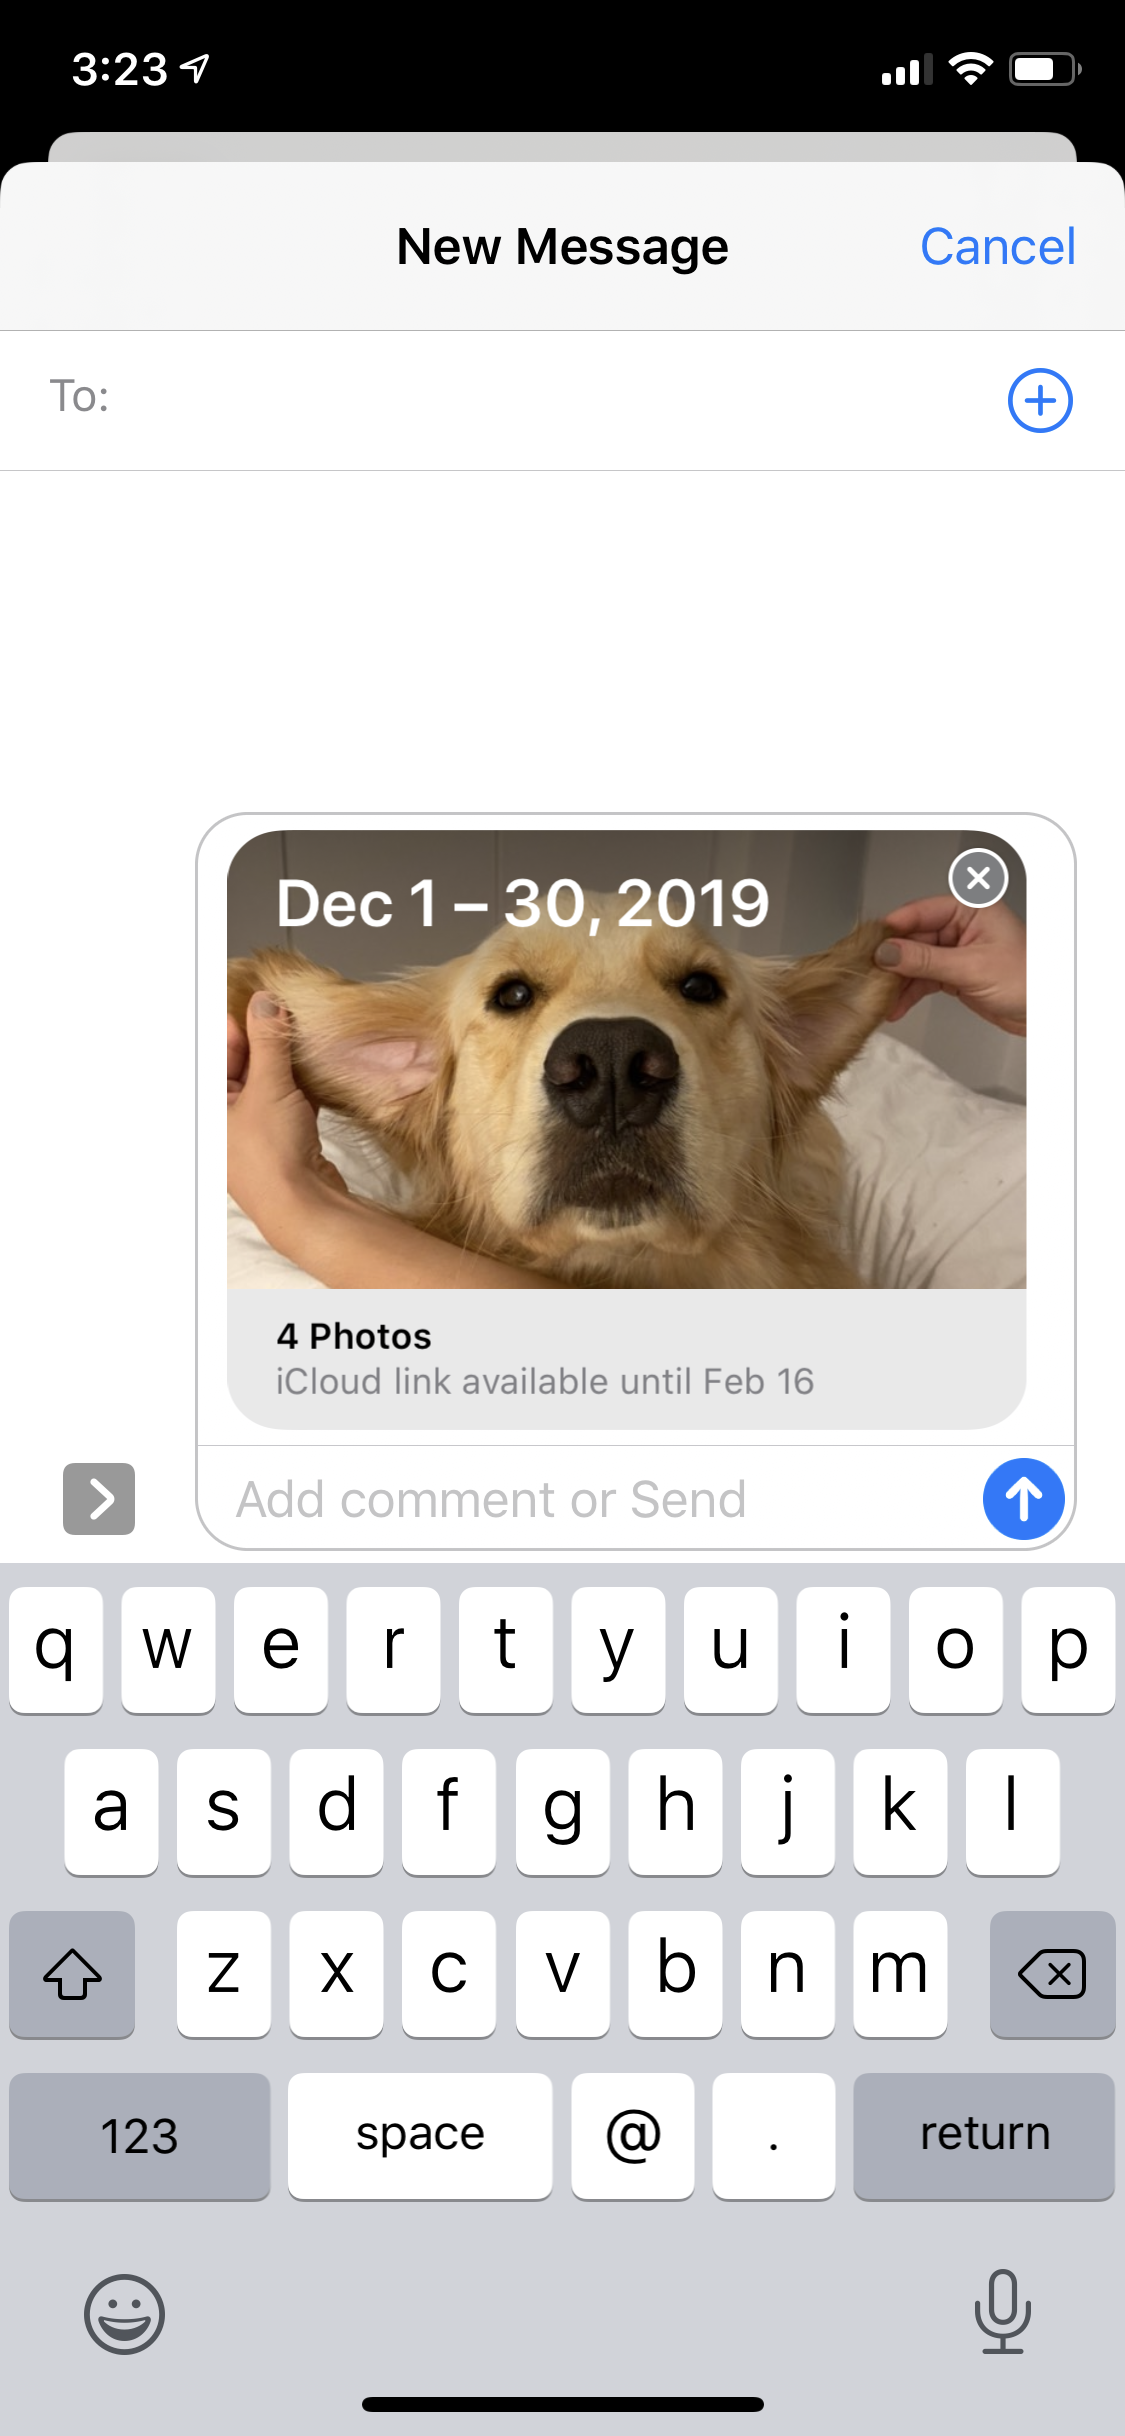 3:23
New Message
Cancel
To:
Dec 1 – 30, 2019
4 Photos
iCloud link available until Feb 16
Add comment or Send
q w e r t y u i o p
a s d f g h j k l
z x c v b n m
123 space @ . return